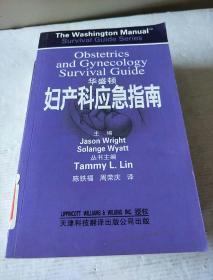 The Washington Manual™
Survival Guide Series
Obstetrics
and Gynecology
Survival Guide
华盛顿
妇产科应急指南
主 编
Jason Wright
Solange Wyatt
丛书主编
Tammy L. Lin
陈铁福 周荣庆 译
LIPPINCOTT WILLIAMS & WILKINS INC. 授权
天津科技翻译出版公司出版